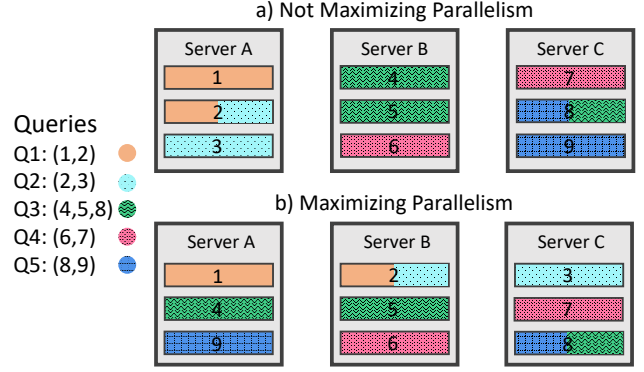 a) Not Maximizing Parallelism
Server A
1
2
3
Server B
4
5
6
Server C
7
8
9
Queries
Q1: (1,2)
Q2: (2,3)
Q3: (4,5,8)
Q4: (6,7)
Q5: (8,9)
b) Maximizing Parallelism
Server A
1
4
9
Server B
2
5
6
Server C
3
7
8